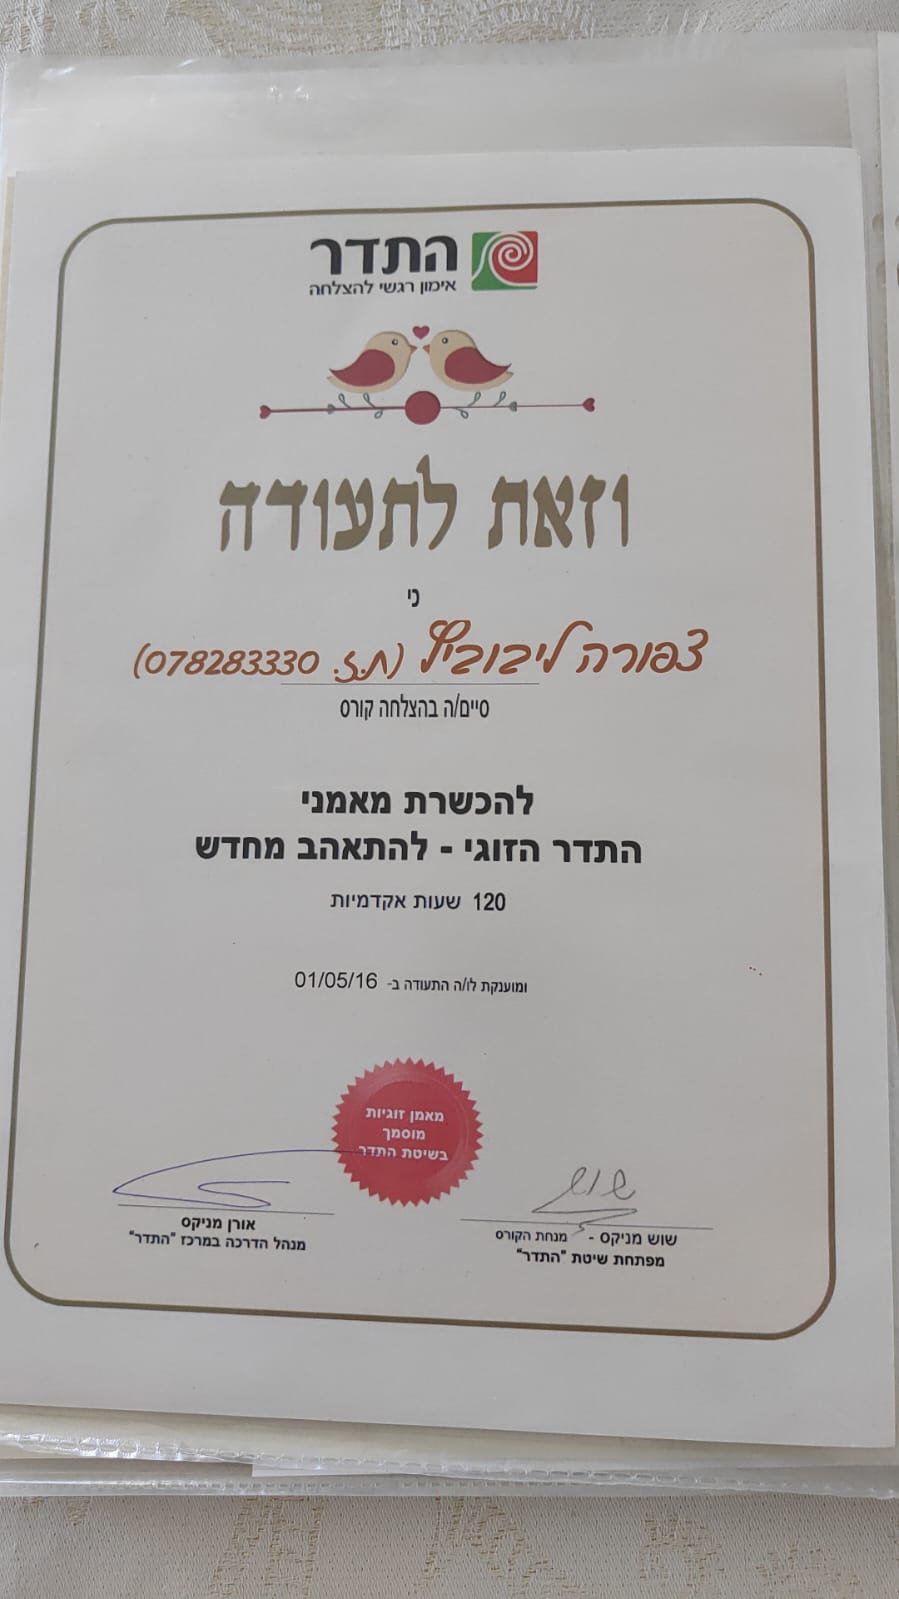 התדר
אימון רגשי להצלחה
וזאת לתעודה
כי
צפורה ליבוביץ (ת.ז. 078283330)
סיים/ה בהצלחה קורס
להכשרת מאמני
התדר הזוגי - להתאהב מחדש
120 שעות אקדמיות
ומוענקת לו/ה התעודה ב- 01/05/16
מאמן זוגיות
מוסמך
בשיטת התדר
שוש
שוש מניקס - מנחת הקורס
מפתחת שיטת "התדר"
אורן מניקס
מנהל הדרכה במרכז "התדר"